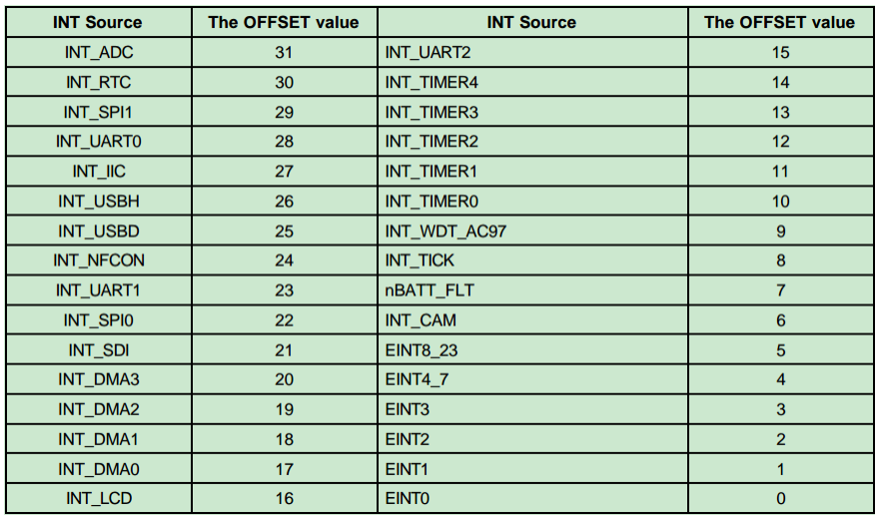 INT Source The OFFSET value INT Source The OFFSET value
INT_ADC 31 INT_UART2 15
INT_RTC 30 INT_TIMER4 14
INT_SPI1 29 INT_TIMER3 13
INT_UART0 28 INT_TIMER2 12
INT_IIC 27 INT_TIMER1 11
INT_USBH 26 INT_TIMER0 10
INT_USBD 25 INT_WDT_AC97 9
INT_NFCON 24 INT_TICK 8
INT_UART1 23 nBATT_FLT 7
INT_SPI0 22 INT_CAM 6
INT_SDI 21 EINT8_23 5
INT_DMA3 20 EINT4_7 4
INT_DMA2 19 EINT3 3
INT_DMA1 18 EINT2 2
INT_DMA0 17 EINT1 1
INT_LCD 16 EINT0 0